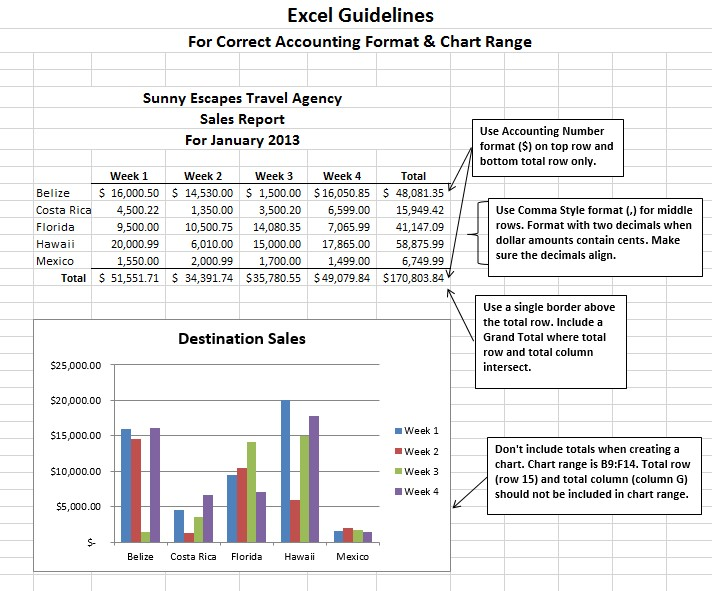 Excel Guidelines
For Correct Accounting Format & Chart Range
Sunny Escapes Travel Agency
Sales Report
For January 2013
Week 1 Week 2 Week 3 Week 4 Total
Belize $ 16,000.50 $ 14,530.00 $ 1,500.00 $ 16,050.85 $ 48,081.35
Costa Rica 4,500.22 1,350.00 3,500.20 6,599.00 15,949.42
Florida 9,500.00 10,500.75 14,080.35 7,065.99 41,147.09
Hawaii 20,000.99 6,010.00 15,000.00 17,865.00 58,875.99
Mexico 1,550.00 2,000.99 1,700.00 1,499.00 6,749.99
Total $ 51,551.71 $ 34,391.74 $35,780.55 $ 49,079.84 $170,803.84
Use Accounting Number
format ($) on top row and
bottom total row only.
Use Comma Style format (,) for middle
rows. Format with two decimals when
dollar amounts contain cents. Make
sure the decimals align.
Use a single border above
the total row. Include a
Grand Total where total
row and total column
intersect.
Destination Sales
$25,000.00
$20,000.00
$15,000.00
$10,000.00
$5,000.00
$-
Belize Costa Rica Florida Hawaii Mexico
Week 1
Week 2
Week 3
Week 4
Don't include totals when creating a
chart. Chart range is B9:F14. Total row
(row 15) and total column (column G)
should not be included in chart range.